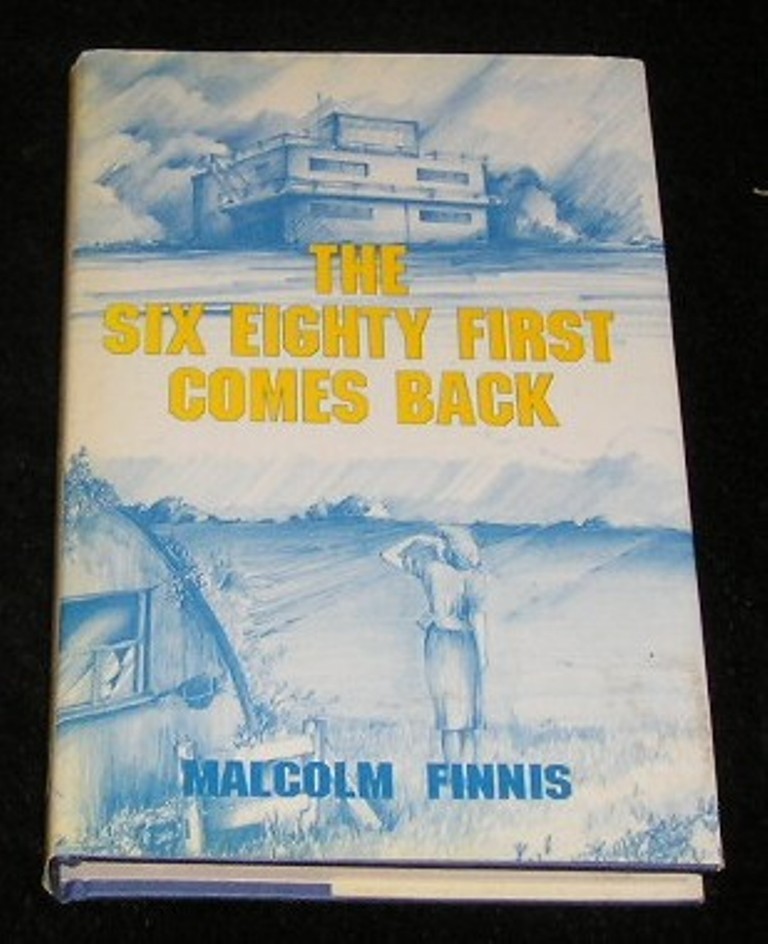 THE
SIX EIGHTY FIRST
COMES BACK
MALCOLM FINNIS